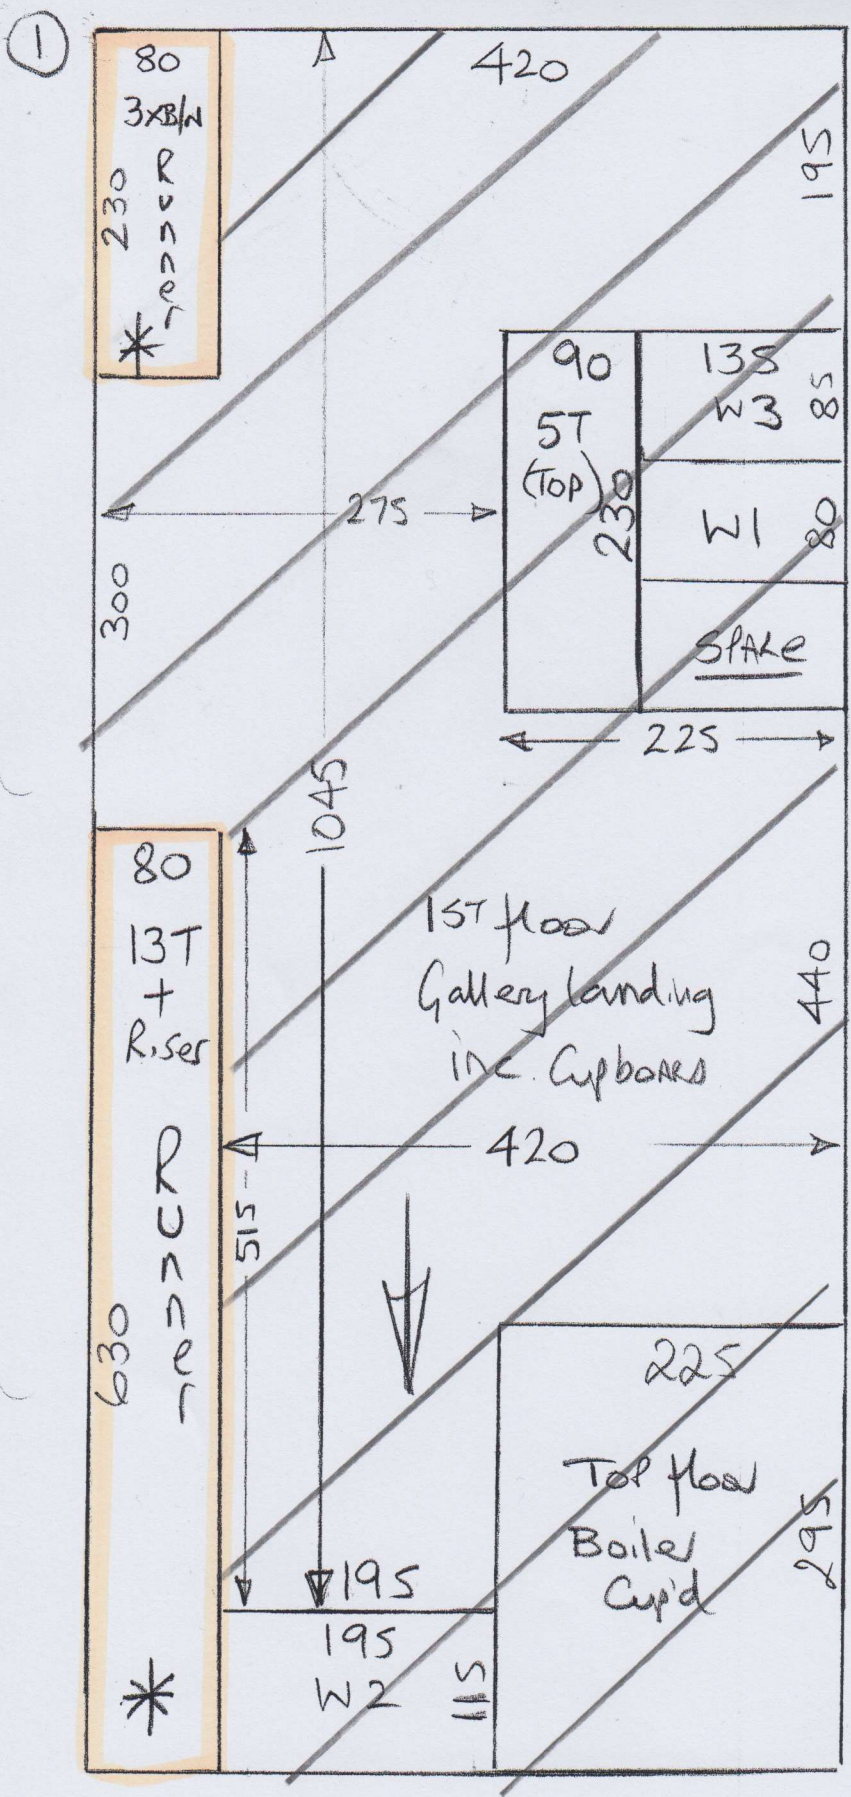 1
80
3xB/N
Runner
230
*
420
195
300
275
90
5T
(Top)
230
135
W3
85
W1
80
SPARE
225
1045
80
13T
+
Riser
Runner
630
*
515
1ST floor
Gallery landing
inc. Cupboard
440
420
225
Top floor
Boiler
Cup'd
295
195
195
W2
115